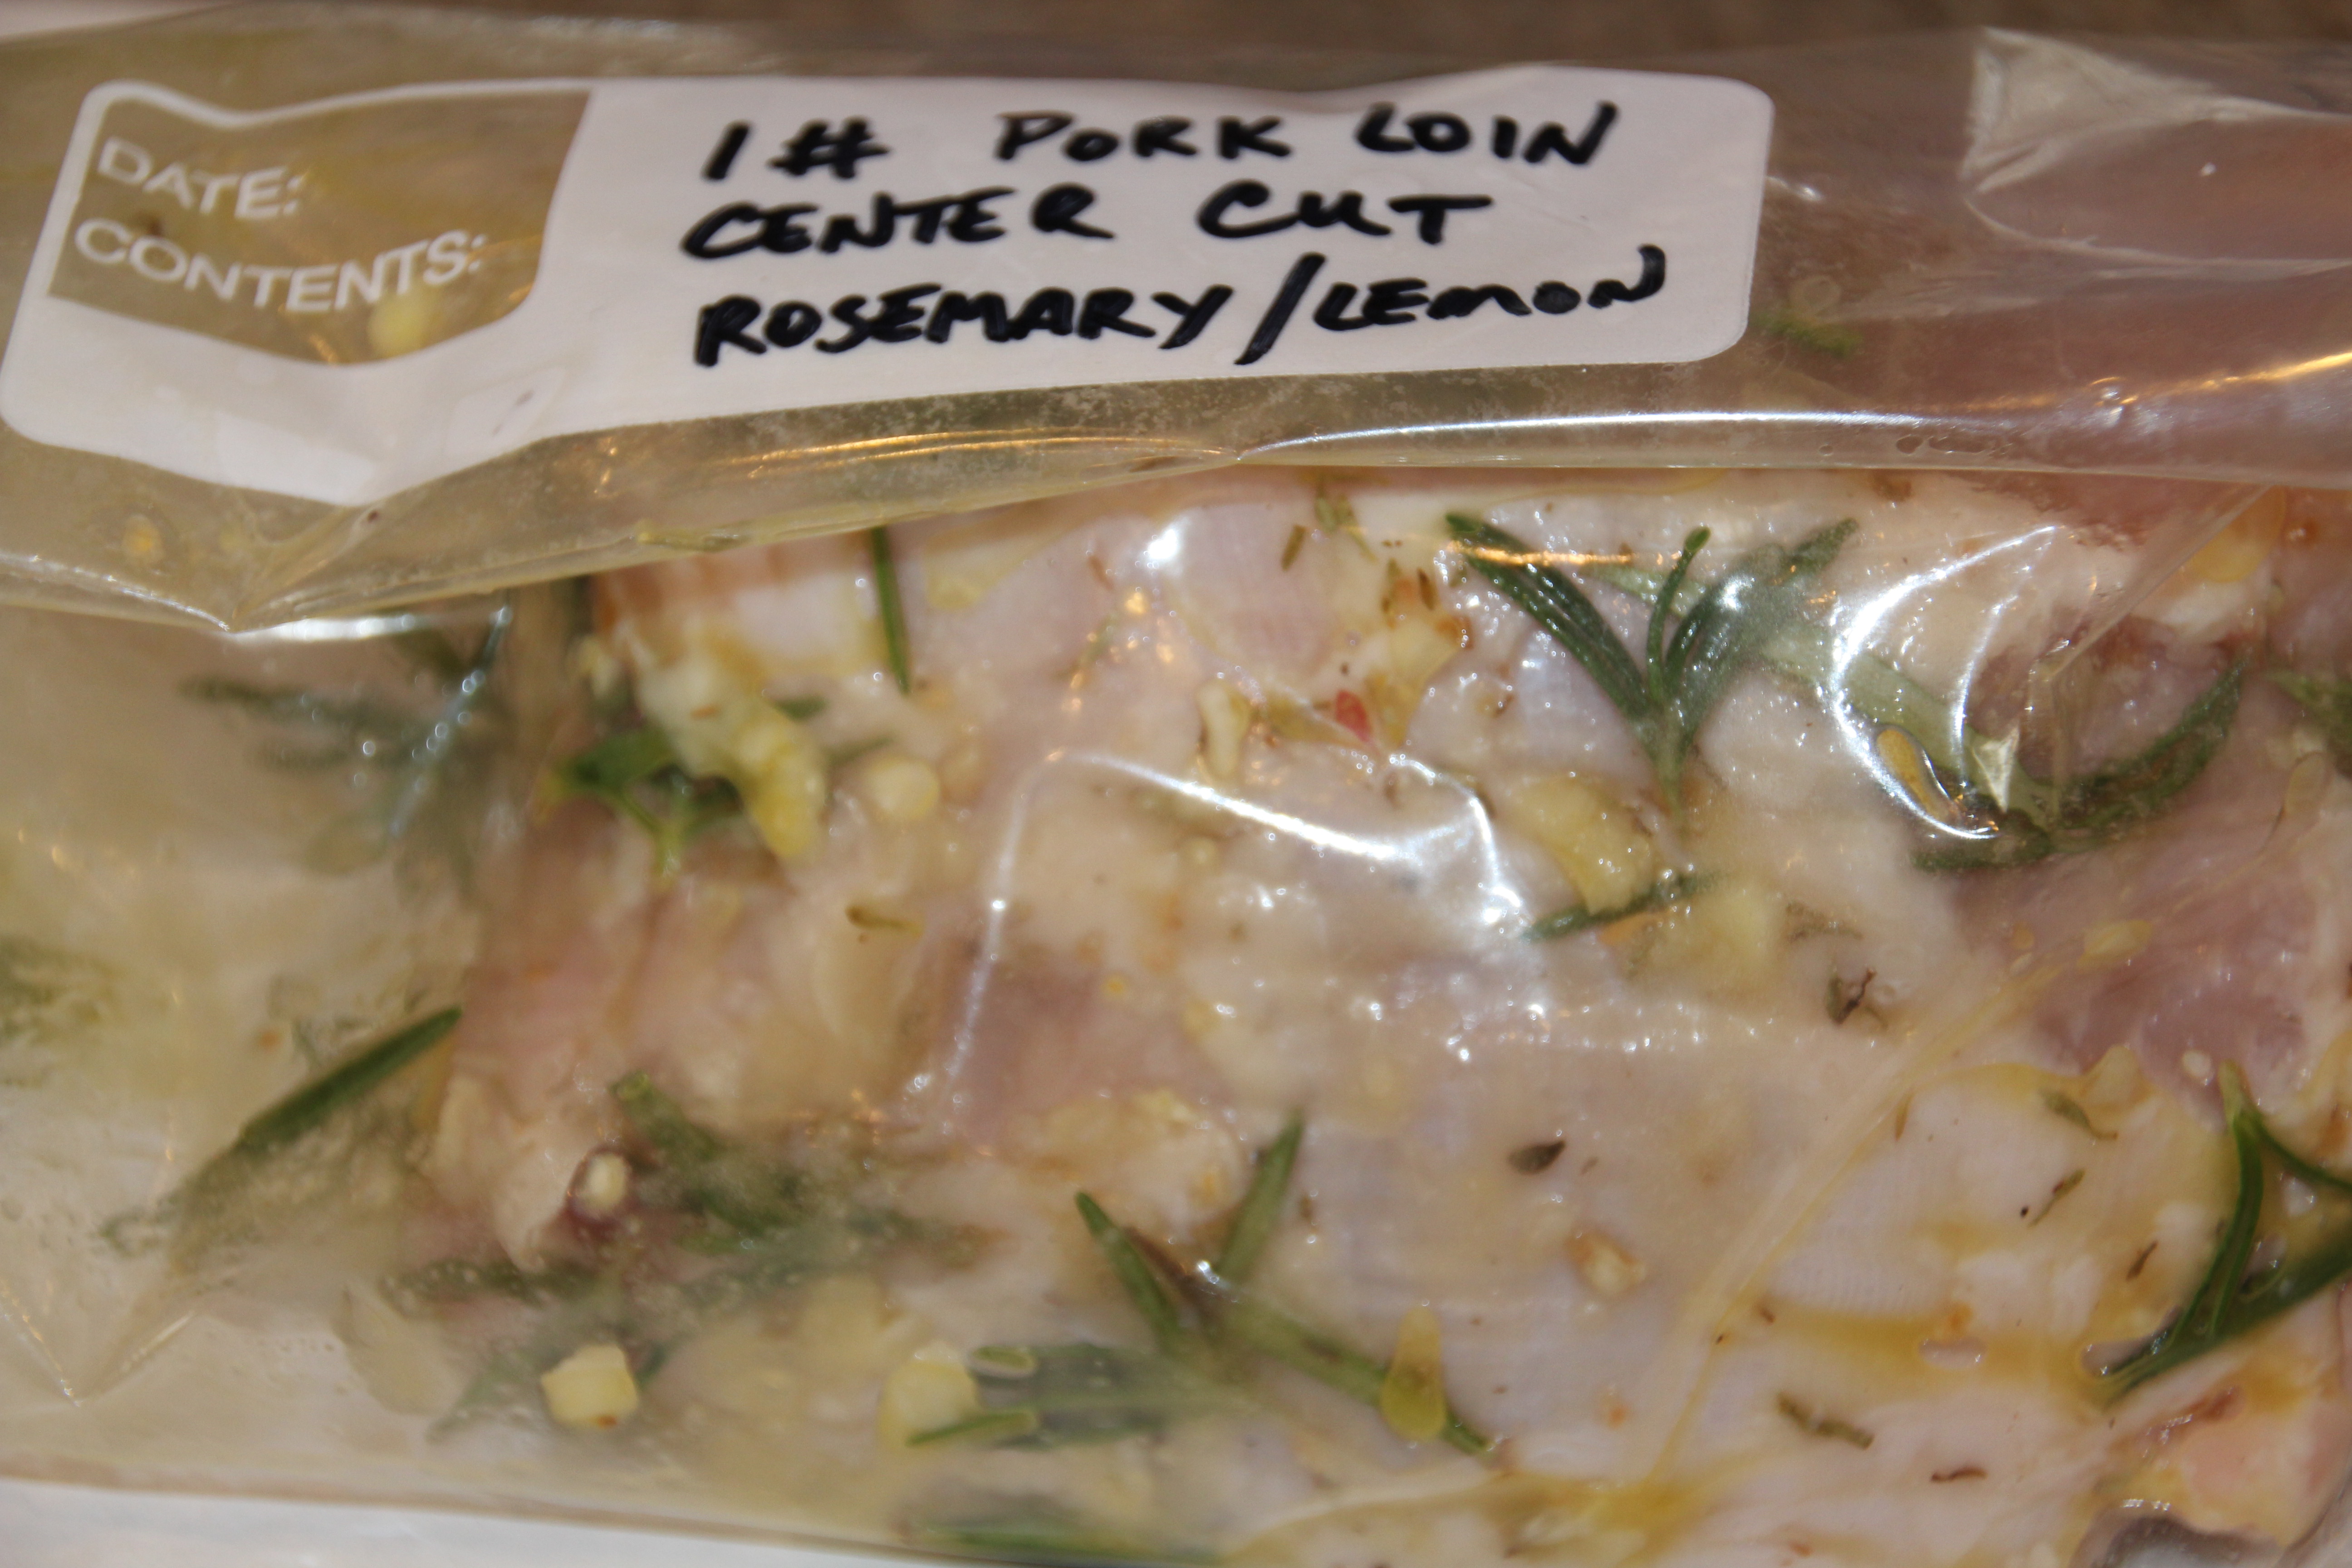 DATE:
CONTENTS:
1# PORK LOIN
CENTER CUT
ROSEMARY/LEMON